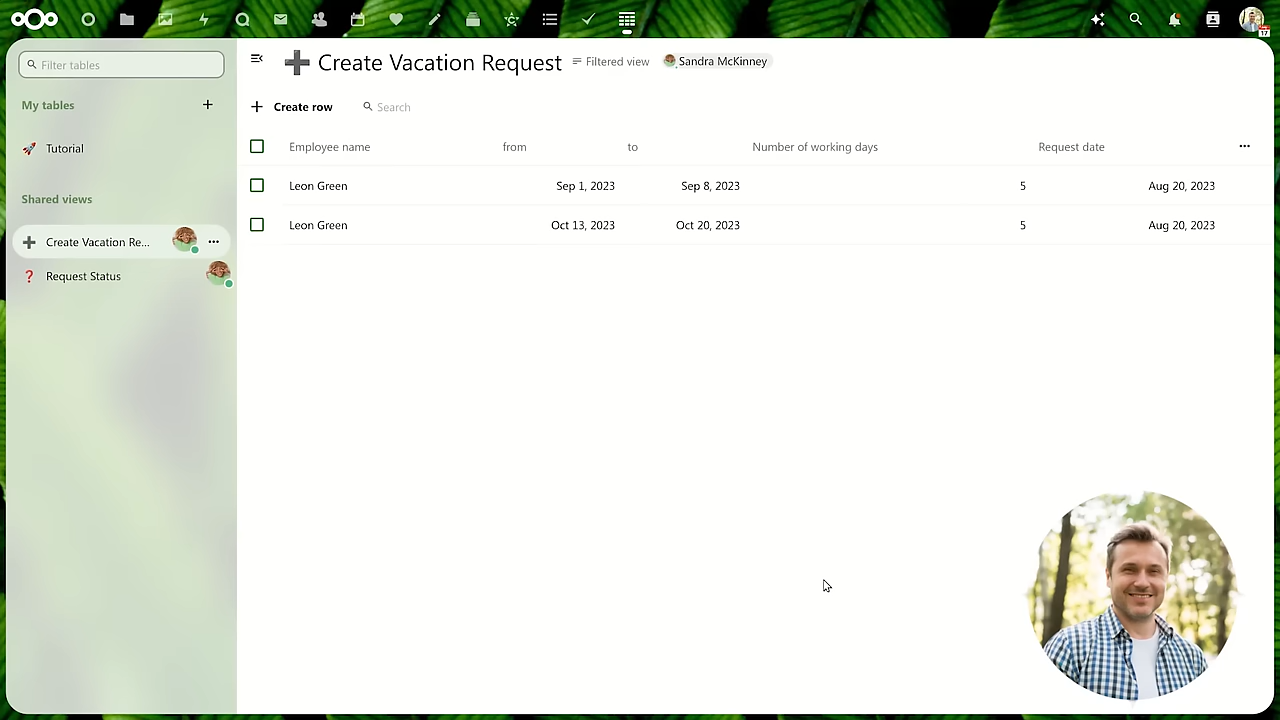 17
Filter tables
My tables
Tutorial
Shared views
Create Vacation Re...
Request Status
Create Vacation Request
Filtered view
Sandra McKinney
Create row
Search
Employee name from to Number of working days Request date
Leon Green Sep 1, 2023 Sep 8, 2023 5 Aug 20, 2023
Leon Green Oct 13, 2023 Oct 20, 2023 5 Aug 20, 2023